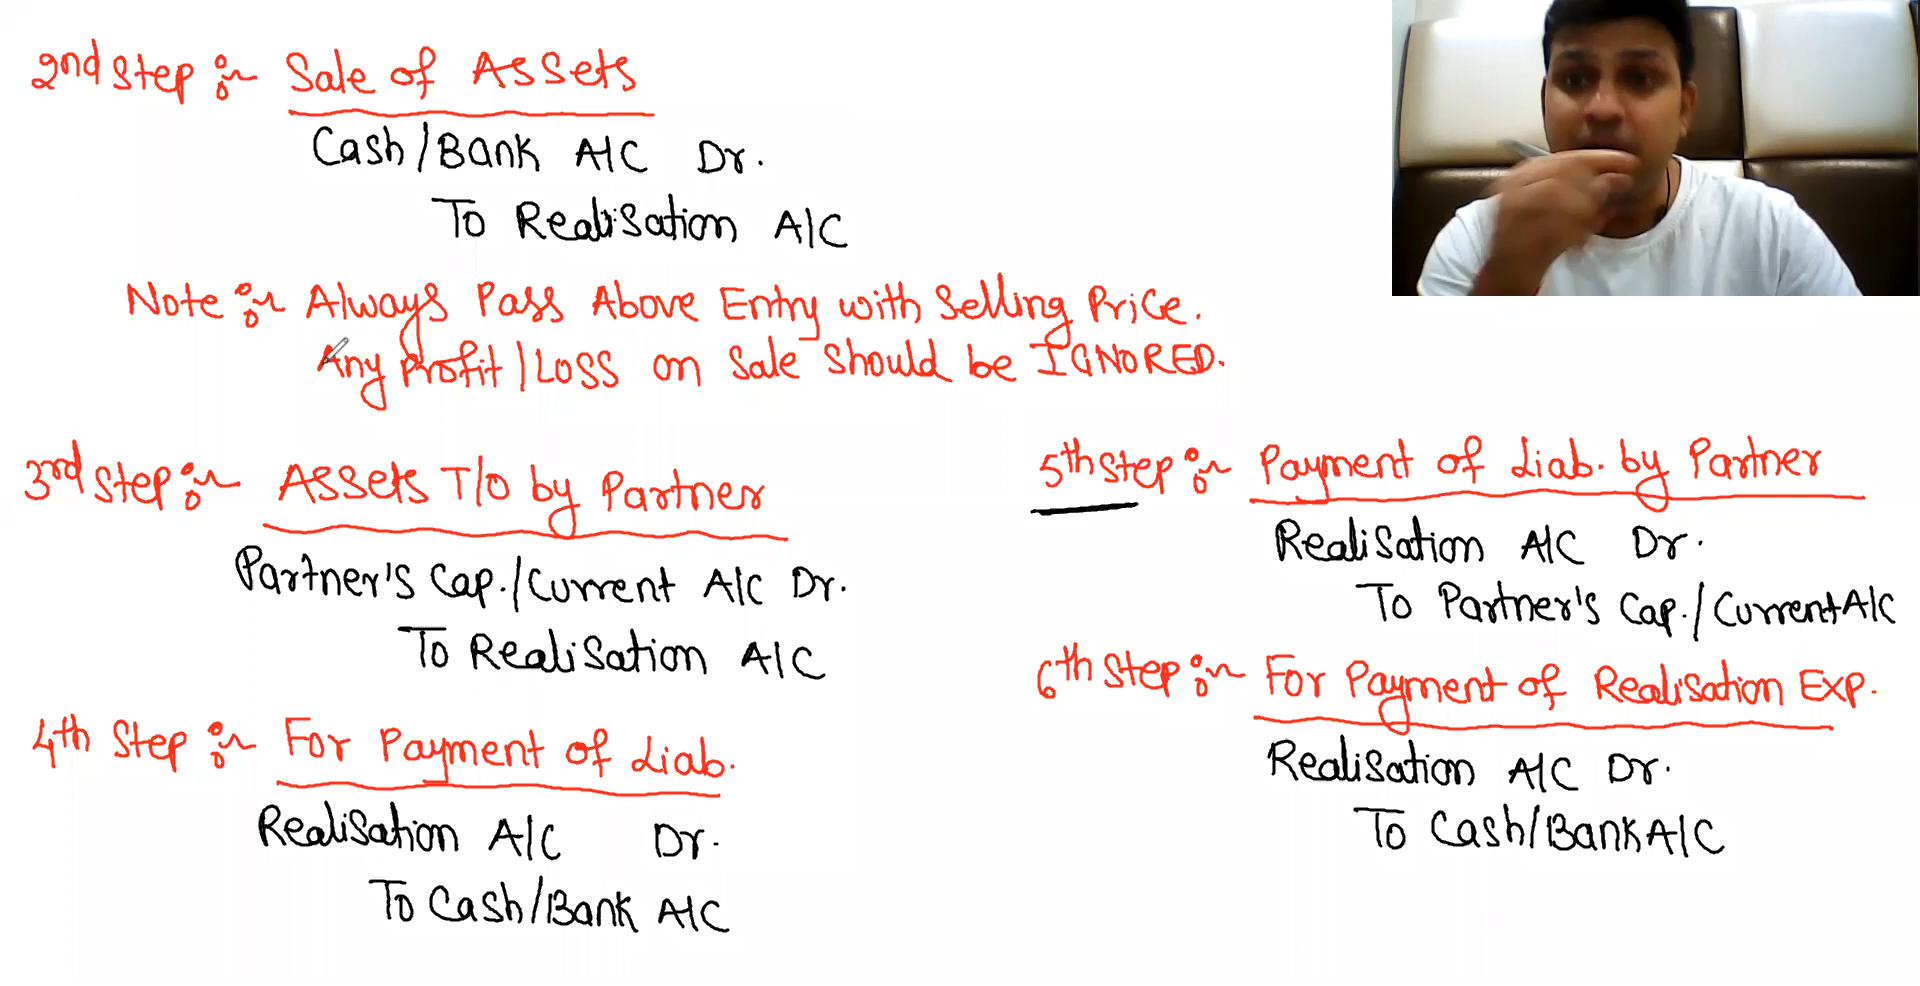 2nd Step :- Sale of Assets
Cash/Bank A/C Dr.
To Realisation A/C
Note :- Always Pass Above Entry with Selling Price.
Any Profit/Loss on Sale should be IGNORED.
3rd Step :- Assets T/o by Partner
Partner's Cap./Current A/C Dr.
To Realisation A/C
4th Step :- For Payment of Liab.
Realisation A/C Dr.
To Cash/Bank A/C
5th Step :- Payment of Liab. by Partner
Realisation A/C Dr.
To Partner's Cap./Current A/C
6th Step :- For Payment of Realisation Exp.
Realisation A/C Dr.
To Cash/Bank A/C